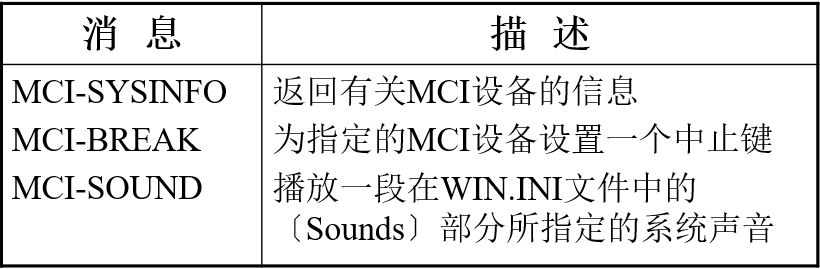 消 息 描 述
MCI-SYSINFO 返回有关MCI设备的信息
MCI-BREAK 为指定的MCI设备设置一个中止键
MCI-SOUND 播放一段在WIN.INI文件中的
〔Sounds〕部分所指定的系统声音